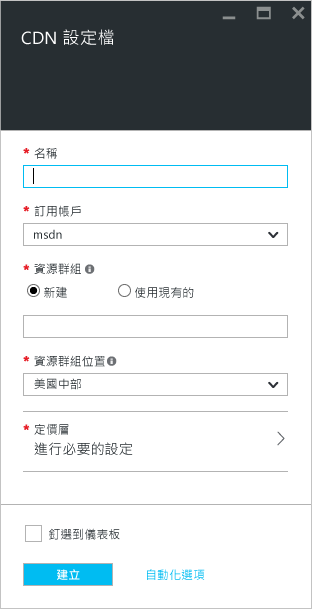 CDN 設定檔
* 名稱
* 訂用帳戶
msdn
* 資源群組
新建 使用現有的
* 資源群組位置
美國中部
* 定價層
進行必要的設定
釘選到儀表板
建立 自動化選項